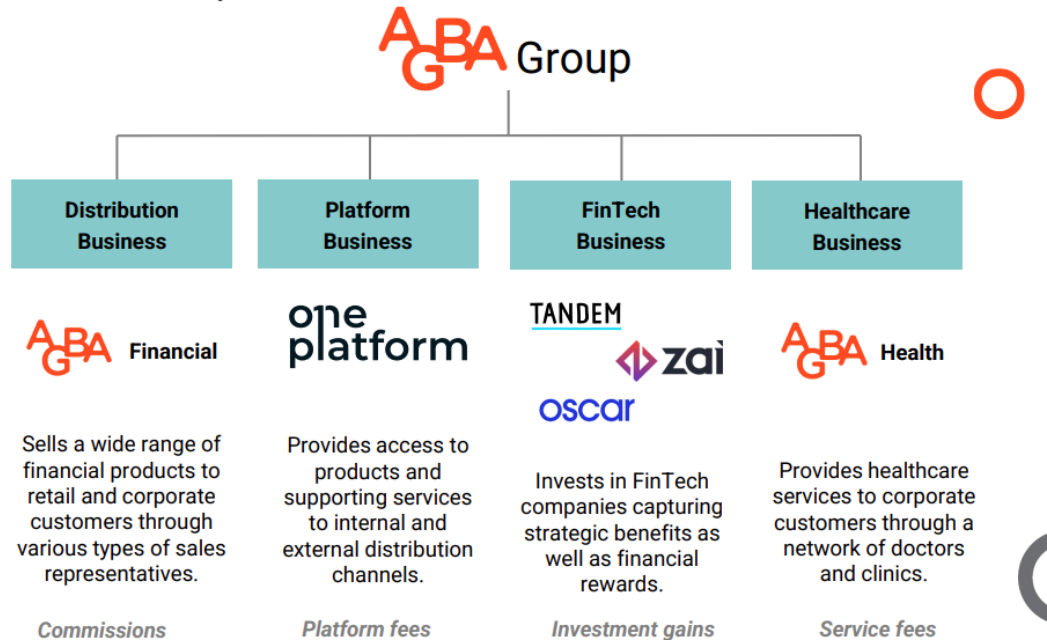 AGBA Group
Distribution
Business
Platform
Business
FinTech
Business
Healthcare
Business
AGBA Financial
one
platform
TANDEM
zai
oscar
AGBA Health
Sells a wide range of
financial products to
retail and corporate
customers through
various types of sales
representatives.
Provides access to
products and
supporting services
to internal and
external distribution
channels.
Invests in FinTech
companies capturing
strategic benefits as
well as financial
rewards.
Provides healthcare
services to corporate
customers through a
network of doctors
and clinics.
Commissions
Platform fees
Investment gains
Service fees